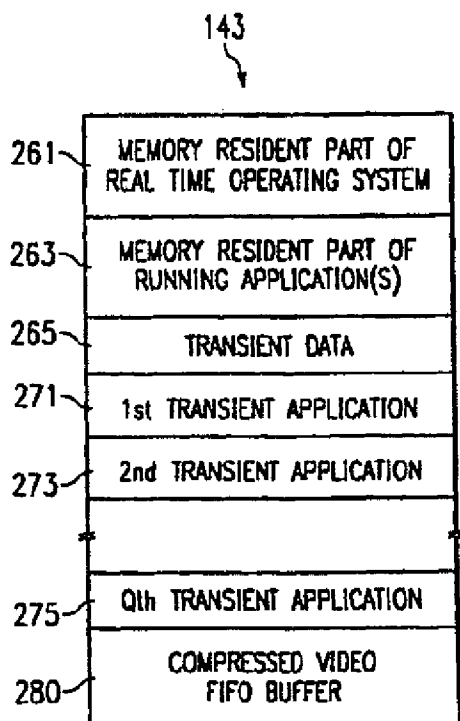 143
261
MEMORY RESIDENT PART OF
REAL TIME OPERATING SYSTEM
263
MEMORY RESIDENT PART OF
RUNNING APPLICATION(S)
265
TRANSIENT DATA
271
1st TRANSIENT APPLICATION
273
2nd TRANSIENT APPLICATION
275
Qth TRANSIENT APPLICATION
280
COMPRESSED VIDEO
FIFO BUFFER